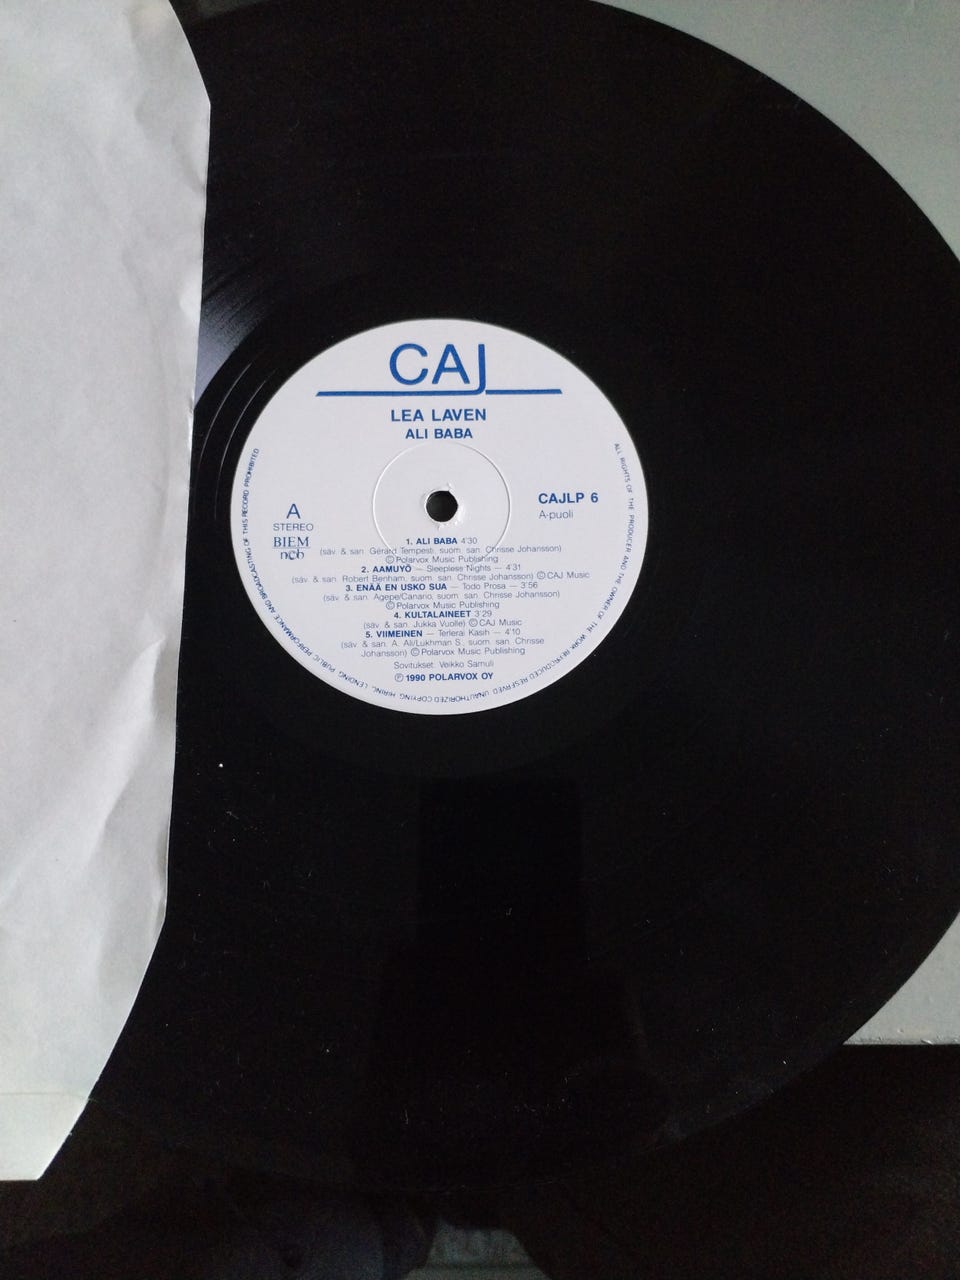 CAJ
LEA LAVEN
ALI BABA
CAJLP 6
A-puoli
A
STEREO
BIEM
ncb
1. ALI BABA 4'30
(säv. & san. Gérard Tempesti, suom. san. Chrisse Johansson)
Ⓒ Polarvox Music Publishing
2. AAMUYÖ — Sleepless Nights — 4'31
(säv. & san. Robert Benham, suom. san. Chrisse Johansson) Ⓒ CAJ Music
3. ENÄÄ EN USKO SUA — Todo Prosa — 3'56
(säv. & san. Agepe/Canario, suom. san. Chrisse Johansson)
Ⓒ Polarvox Music Publishing
4. KULTALAINEET 3'29
(säv. & san. Jukka Vuolle) Ⓒ CAJ Music
5. VIIMEINEN — Terlerai Kasih — 4'10
(säv. & san. A. Ali/Lukhman S., suom. san. Chrisse
Johansson) Ⓒ Polarvox Music Publishing
Sovitukset: Veikko Samuli
Ⓟ 1990 POLARVOX OY
ALL RIGHTS OF THE PRODUCER AND THE OWNER OF THE WORK REPRODUCED RESERVED. UNAUTHORIZED COPYING, HIRING, LENDING, PUBLIC PERFORMANCE AND BROADCASTING OF THIS RECORD PROHIBITED